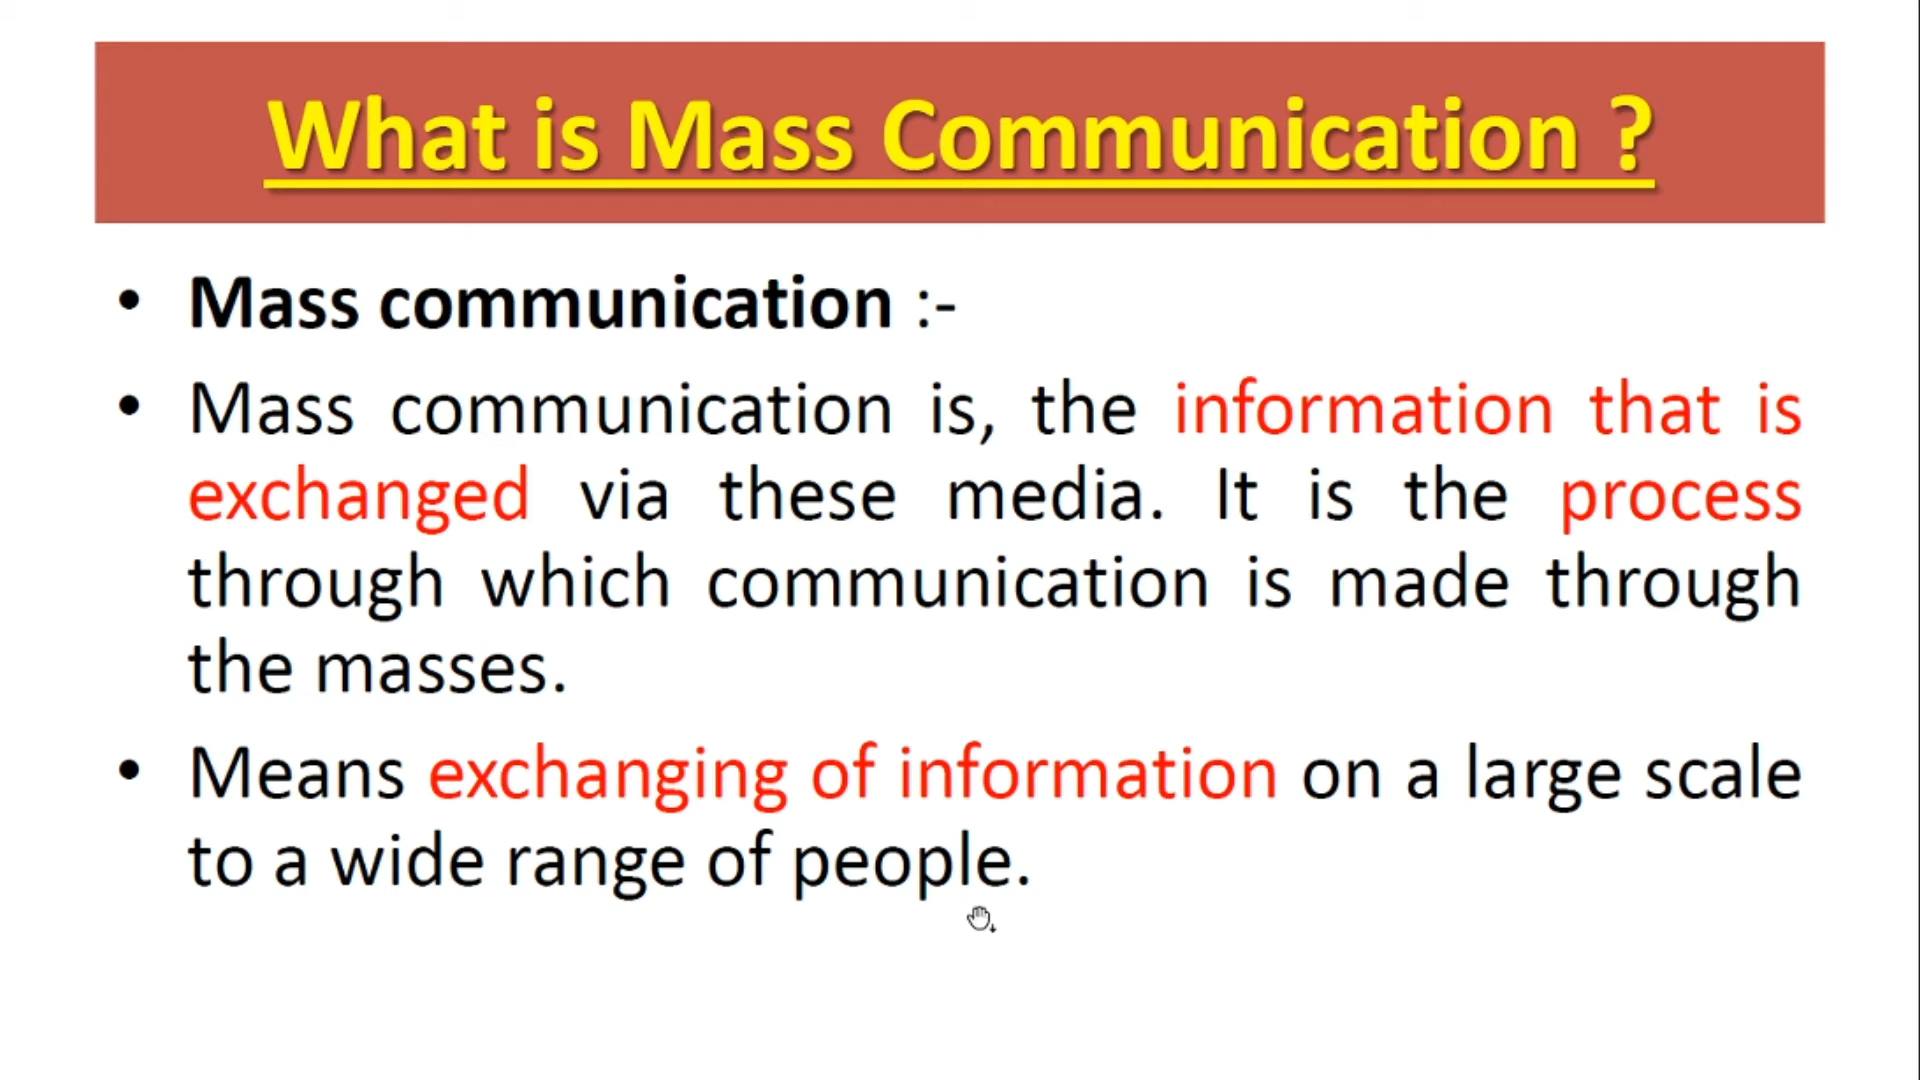 What is Mass Communication ?
• Mass communication :-
• Mass communication is, the information that is
exchanged via these media. It is the process
through which communication is made through
the masses.
• Means exchanging of information on a large scale
to a wide range of people.